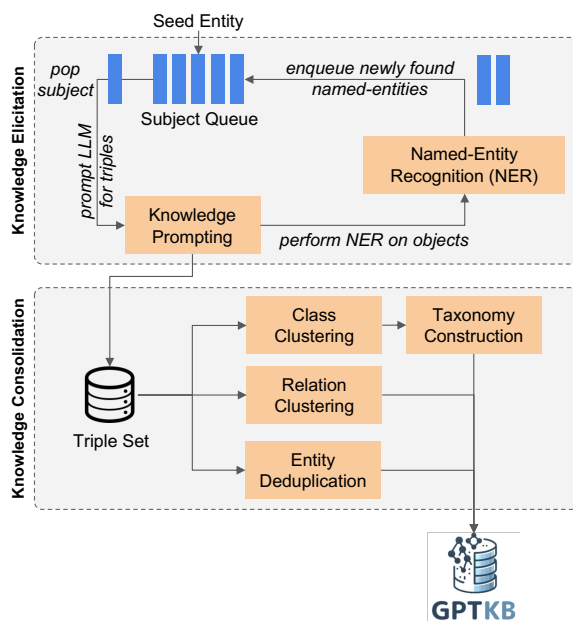 Seed Entity
pop
subject
enqueue newly found
named-entities
Subject Queue
Knowledge Elicitation
prompt LLM
for triples
Named-Entity
Recognition (NER)
Knowledge
Prompting
perform NER on objects
Knowledge Consolidation
Class
Clustering
Taxonomy
Construction
Relation
Clustering
Triple Set
Entity
Deduplication
GPTKB